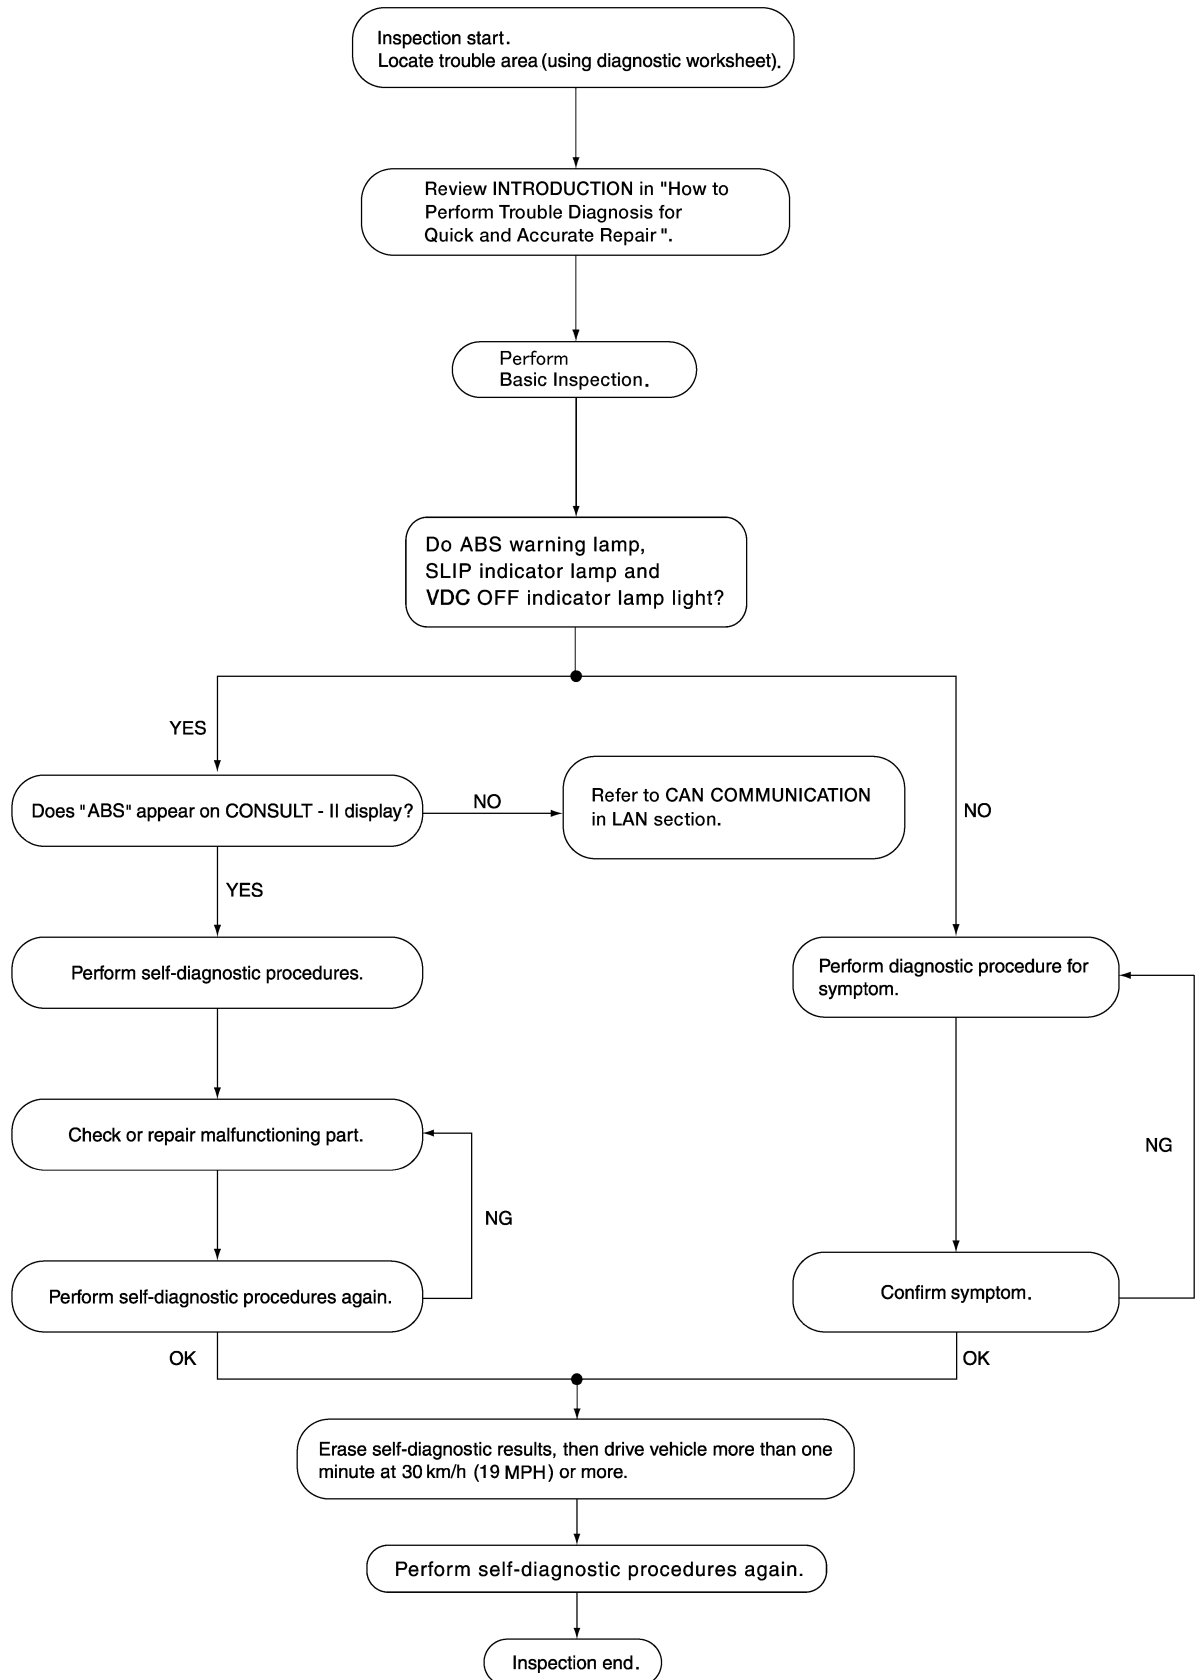 Inspection start.
Locate trouble area (using diagnostic worksheet).
Review INTRODUCTION in "How to
Perform Trouble Diagnosis for
Quick and Accurate Repair ".
Perform
Basic Inspection.
Do ABS warning lamp,
SLIP indicator lamp and
VDC OFF indicator lamp light?
YES
Does "ABS" appear on CONSULT - II display?
NO
Refer to CAN COMMUNICATION
in LAN section.
NO
YES
Perform self-diagnostic procedures.
Perform diagnostic procedure for
symptom.
Check or repair malfunctioning part.
NG
NG
Perform self-diagnostic procedures again.
Confirm symptom.
OK
OK
Erase self-diagnostic results, then drive vehicle more than one
minute at 30 km/h (19 MPH) or more.
Perform self-diagnostic procedures again.
Inspection end.